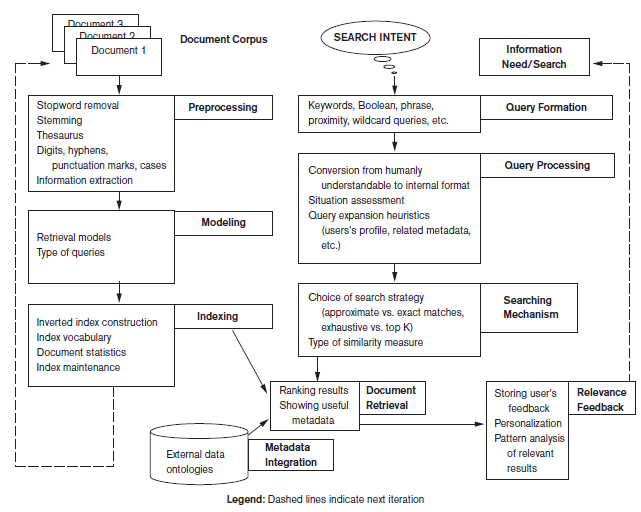 Document 3
Document 2
Document 1
Document Corpus
Stopword removal
Stemming
Thesaurus
Digits, hyphens,
punctuation marks, cases
Information extraction
Preprocessing
Retrieval models
Type of queries
Modeling
Inverted index construction
Index vocabulary
Document statistics
Index maintenance
Indexing
SEARCH INTENT
Information
Need/Search
Keywords, Boolean, phrase,
proximity, wildcard queries, etc.
Query Formation
Conversion from humanly
understandable to internal format
Situation assessment
Query expansion heuristics
(users's profile, related metadata,
etc.)
Query Processing
Choice of search strategy
(approximate vs. exact matches,
exhaustive vs. top K)
Type of similarity measure
Searching
Mechanism
Ranking results
Showing useful
metadata
Document
Retrieval
External data
ontologies
Metadata
Integration
Storing user's
feedback
Personalization
Pattern analysis
of relevant
results
Relevance
Feedback
Legend: Dashed lines indicate next iteration